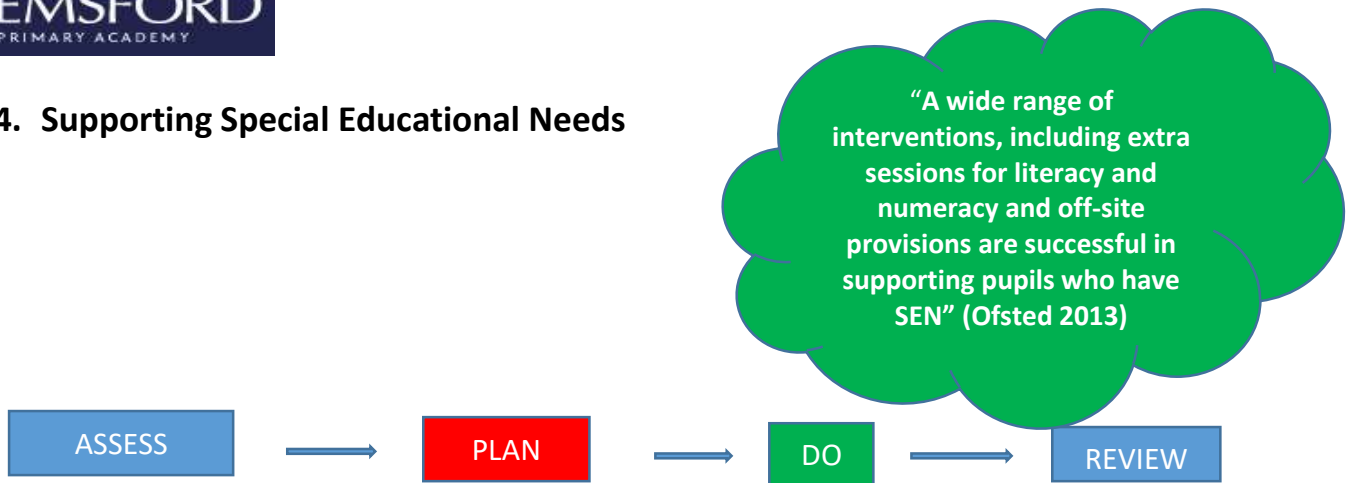 EMSFORD
PRIMARY ACADEMY
4. Supporting Special Educational Needs
“A wide range of
interventions, including extra
sessions for literacy and
numeracy and off-site
provisions are successful in
supporting pupils who have
SEN” (Ofsted 2013)
ASSESS
PLAN
DO
REVIEW